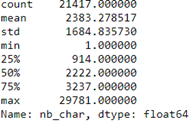 count    21417.000000
mean      2383.278517
std       1684.835730
min          1.000000
25%        914.000000
50%       2222.000000
75%       3237.000000
max      29781.000000
Name: nb_char, dtype: float64